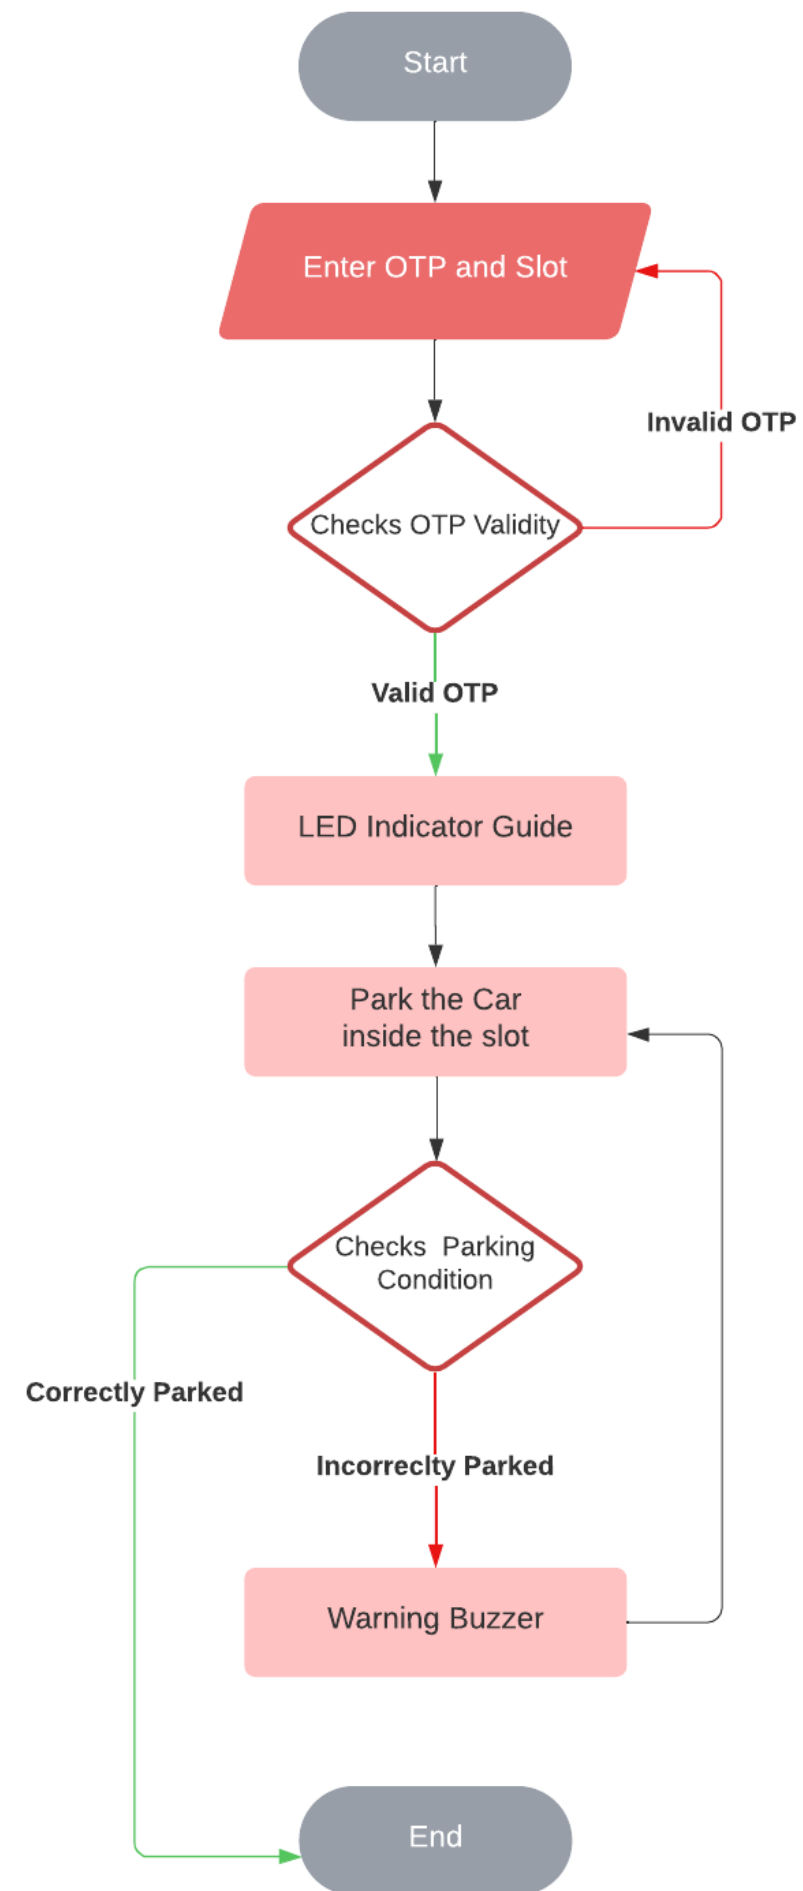 Start
Enter OTP and Slot
Invalid OTP
Checks OTP Validity
Valid OTP
LED Indicator Guide
Park the Car
inside the slot
Checks  Parking
Condition
Correctly Parked
Incorreclty Parked
Warning Buzzer
End